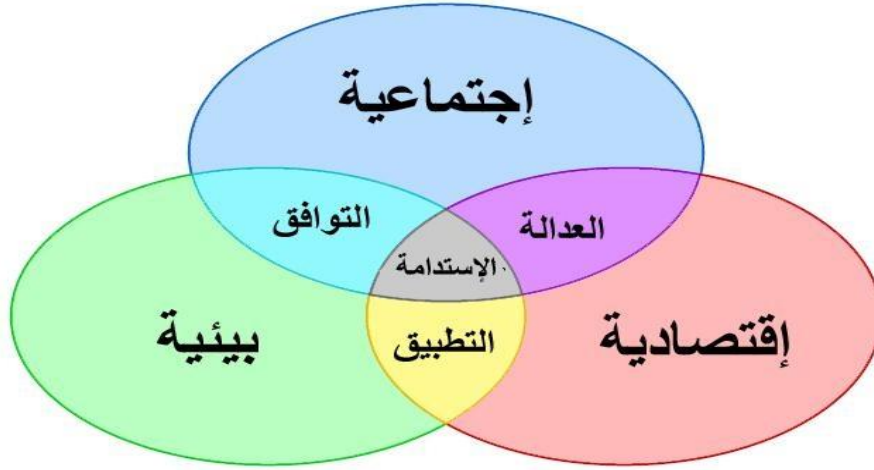 إجتماعية
العدالة
التوافق
الإستدامة
إقتصادية
التطبيق
بيئية